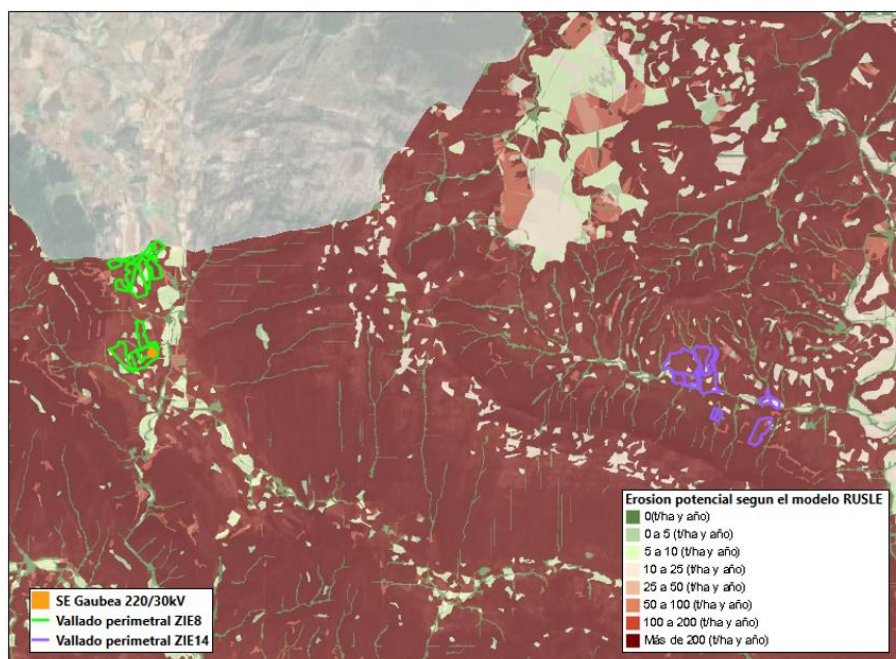 Erosion potencial segun el modelo RUSLE
0(t/ha y año)
0 a 5 (t/ha y año)
5 a 10 (t/ha y año)
10 a 25 (t/ha y año)
25 a 50 (t/ha y año)
50 a 100 (t/ha y año)
100 a 200 (t/ha y año)
Más de 200 (t/ha y año)
SE Gaubea 220/30kV
Vallado perimetral ZIE8
Vallado perimetral ZIE14